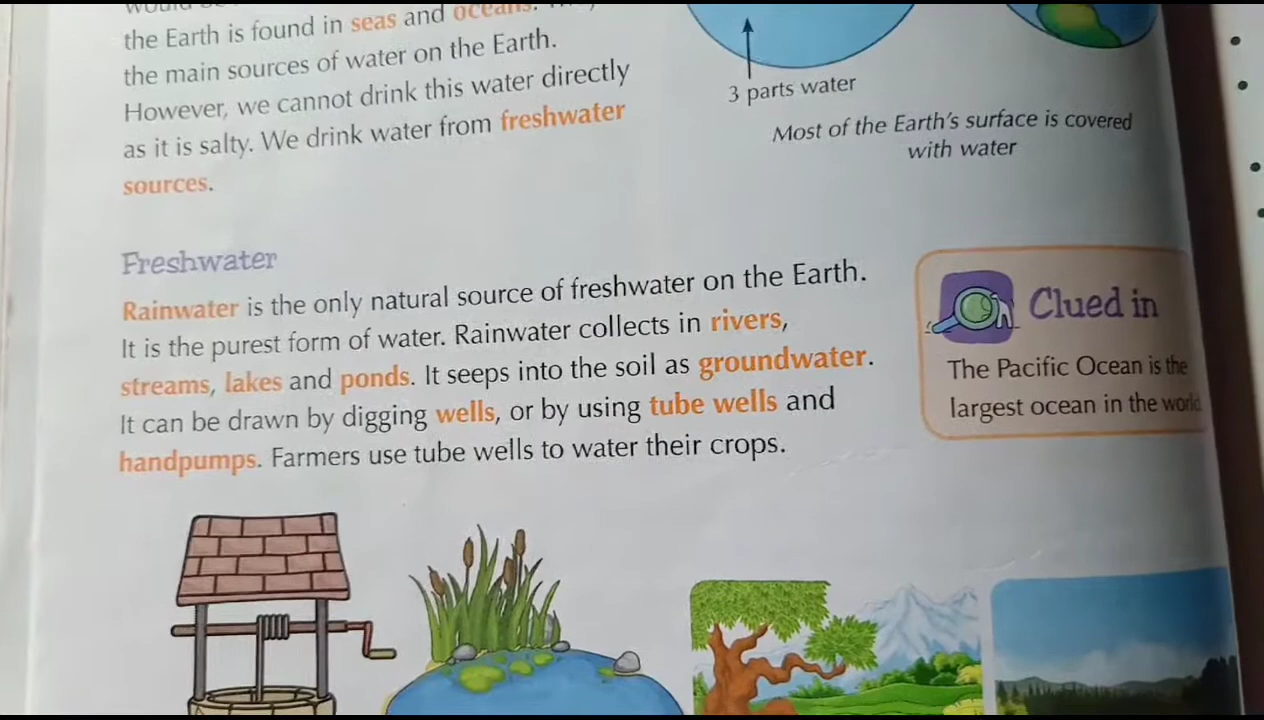 the Earth is found in seas and oceans.
the main sources of water on the Earth.
However, we cannot drink this water directly
as it is salty. We drink water from freshwater
sources.
3 parts water
Most of the Earth's surface is covered
with water
Freshwater
Rainwater is the only natural source of freshwater on the Earth.
It is the purest form of water. Rainwater collects in rivers,
streams, lakes and ponds. It seeps into the soil as groundwater.
It can be drawn by digging wells, or by using tube wells and
handpumps. Farmers use tube wells to water their crops.
Clued in
The Pacific Ocean is the
largest ocean in the world